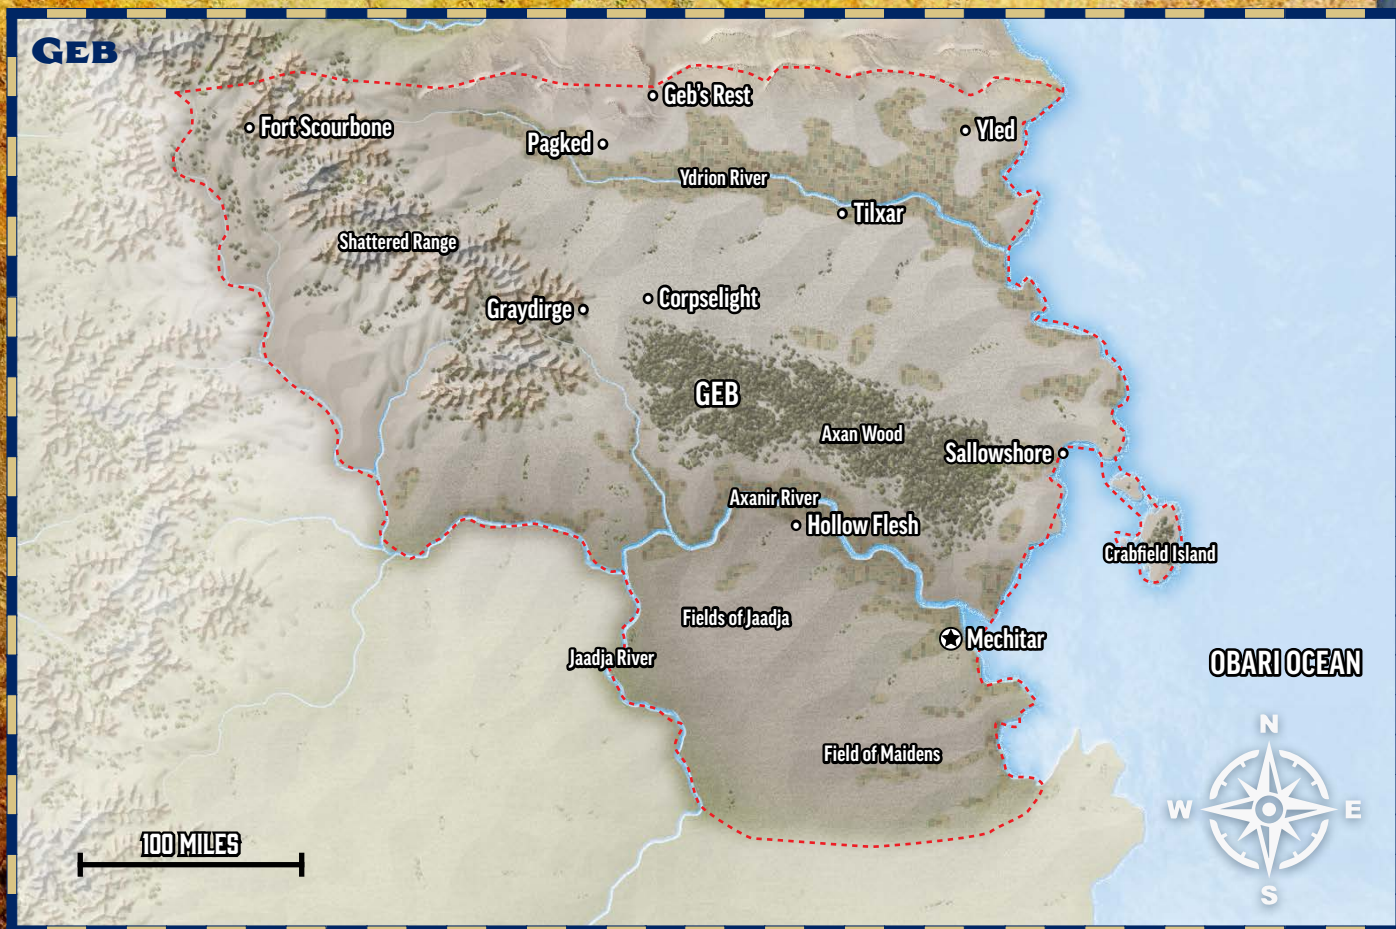 GEB
Geb's Rest
Fort Scourbone
Yled
Pagked
Ydrion River
Tilxar
Shattered Range
Corpselight
Graydirge
GEB
Axan Wood
Sallowshore
Axanir River
Hollow Flesh
Crabfield Island
Fields of Jaadja
Mechitar
Jaadja River
OBARI OCEAN
N
Field of Maidens
W
E
100 MILES
S